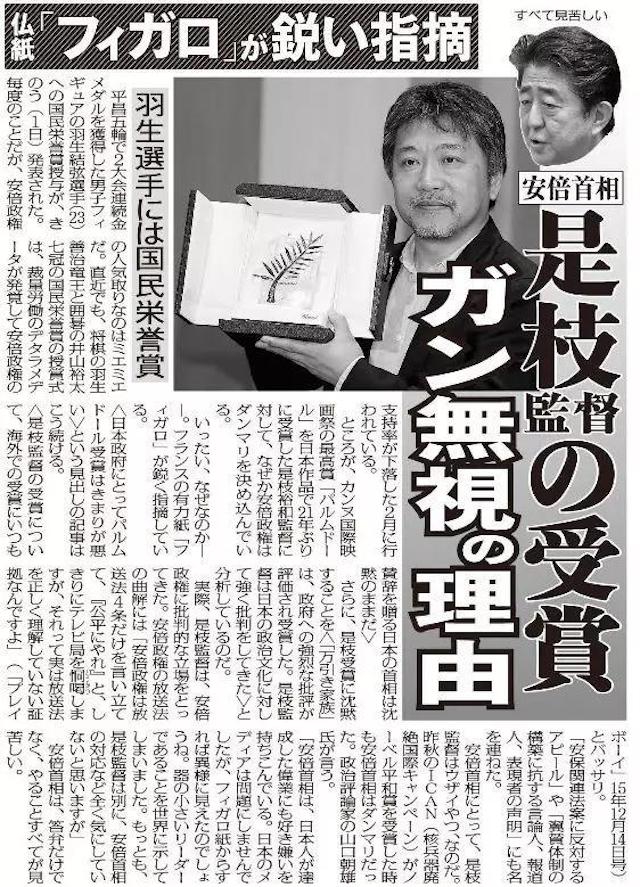 仏紙「フィガロ」が鋭い指摘
すべて見苦しい
安倍首相
是枝監督の受賞
ガン無視の理由
羽生選手には国民栄誉賞
平昌五輪で2大会連続金
メダルを獲得した男子フィ
ギュアの羽生結弦選手(23)
への国民栄誉賞授与が、き
のう(1日)発表された。
毎度のことだが、安倍政権
の人気取りなのはミエミエ
だ。直近でも、将棋の羽生
善治竜王と囲碁の井山裕太
七冠の国民栄誉賞の授賞式
は、裁量労働のデタラメデ
ータが発覚して安倍政権の
支持率が下落した2月に行
われている。
ところが、カンヌ国際映
画祭の最高賞「パルムドー
ル」を日本作品で21年ぶり
に受賞した是枝裕和監督に
対して、なぜか安倍政権は
ダンマリを決め込んでい
る。
いったい、なぜなのか―
―。フランスの有力紙「フ
ィガロ」が鋭く指摘してい
る。
〈日本政府にとってパルム
ドール受賞はきまりが悪
い〉という見出しの記事は
こう続ける。
〈是枝監督の受賞につい
て、海外での受賞にいつも
賛辞を贈る日本の首相は沈
黙のままだ〉
さらに、是枝受賞に沈黙
することを〈「万引き家族」
は、政府への強烈な批評が
評価され受賞した。是枝監
督は日本の政治文化に対し
て強く批判をしてきた〉と
分析しているのだ。
実際、是枝監督は、安倍
政権に批判的な立場をとっ
てきた。安倍政権の放送法
の曲解には「安倍政権は放
送法4条だけを言い立て
て、『公平にやれ』と、し
きりにテレビ局を恫喝しま
すが、それって実は放送法
を正しく理解していない証
拠なんですよ」(「プレイ
ボーイ」15年12月14日号)
とバッサリ。
「安保関連法案に反対する
アピール」や「翼賛体制の
構築に抗する言論人、報道
人、表現者の声明」にも名
を連ねた。
安倍首相にとって、是枝
監督はウザイやつなのだ。
昨秋のICAN(核兵器廃
絶国際キャンペーン)がノ
ーベル平和賞を受賞した時
も安倍首相はダンマリだっ
た。政治評論家の山口朝雄
氏が言う。
「安倍首相は、日本人が達
成した偉業にも好き嫌いを
持ちこんでいる。日本のメ
ディアは問題にしませんで
したが、フィガロ紙からす
れば異様に見えたのでしょ
うね。器の小さいリーダー
であることを世界に示して
しまいました。もっとも、
是枝監督は別に、安倍首相
の対応など全く気にしてい
ないと思いますが」
安倍首相は、答弁だけで
なく、やることすべてが見
苦しい。